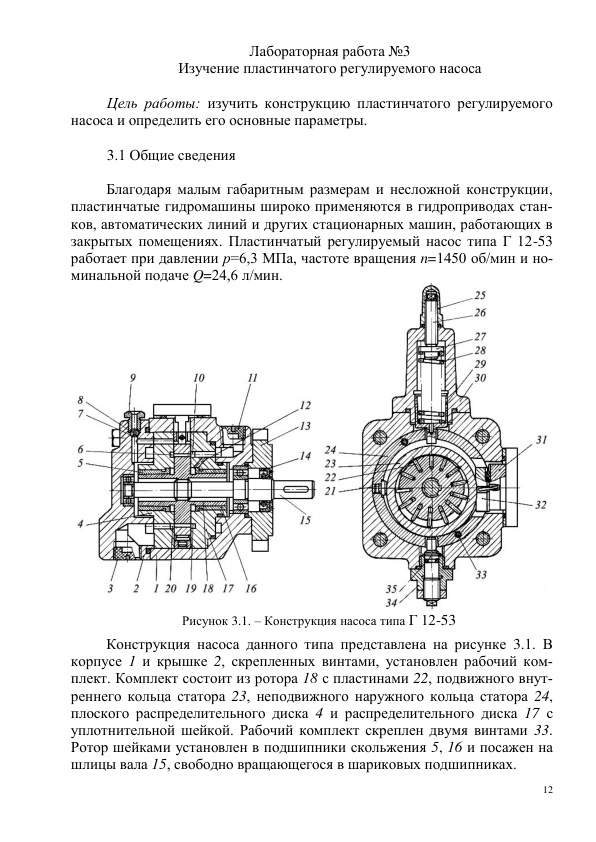 Лабораторная работа №3
Изучение пластинчатого регулируемого насоса
Цель работы: изучить конструкцию пластинчатого регулируемого
насоса и определить его основные параметры.
3.1 Общие сведения
Благодаря малым габаритным размерам и несложной конструкции,
пластинчатые гидромашины широко применяются в гидроприводах стан-
ков, автоматических линий и других стационарных машин, работающих в
закрытых помещениях. Пластинчатый регулируемый насос типа Г 12-53
работает при давлении p=6,3 МПа, частоте вращения n=1450 об/мин и но-
минальной подаче Q=24,6 л/мин.
9
8
7
6
5
4
10
11
12
13
14
15
3
2
1
20
19
18
17
16
25
26
27
28
29
30
31
24
23
22
21
32
33
35
34
Рисунок 3.1. – Конструкция насоса типа Г 12-53
Конструкция насоса данного типа представлена на рисунке 3.1. В
корпусе 1 и крышке 2, скрепленных винтами, установлен рабочий ком-
плект. Комплект состоит из ротора 18 с пластинами 22, подвижного внут-
реннего кольца статора 23, неподвижного наружного кольца статора 24,
плоского распределительного диска 4 и распределительного диска 17 с
уплотнительной шейкой. Рабочий комплект скреплен двумя винтами 33.
Ротор шейками установлен в подшипники скольжения 5, 16 и посажен на
шлицы вала 15, свободно вращающегося в шариковых подшипниках.
12